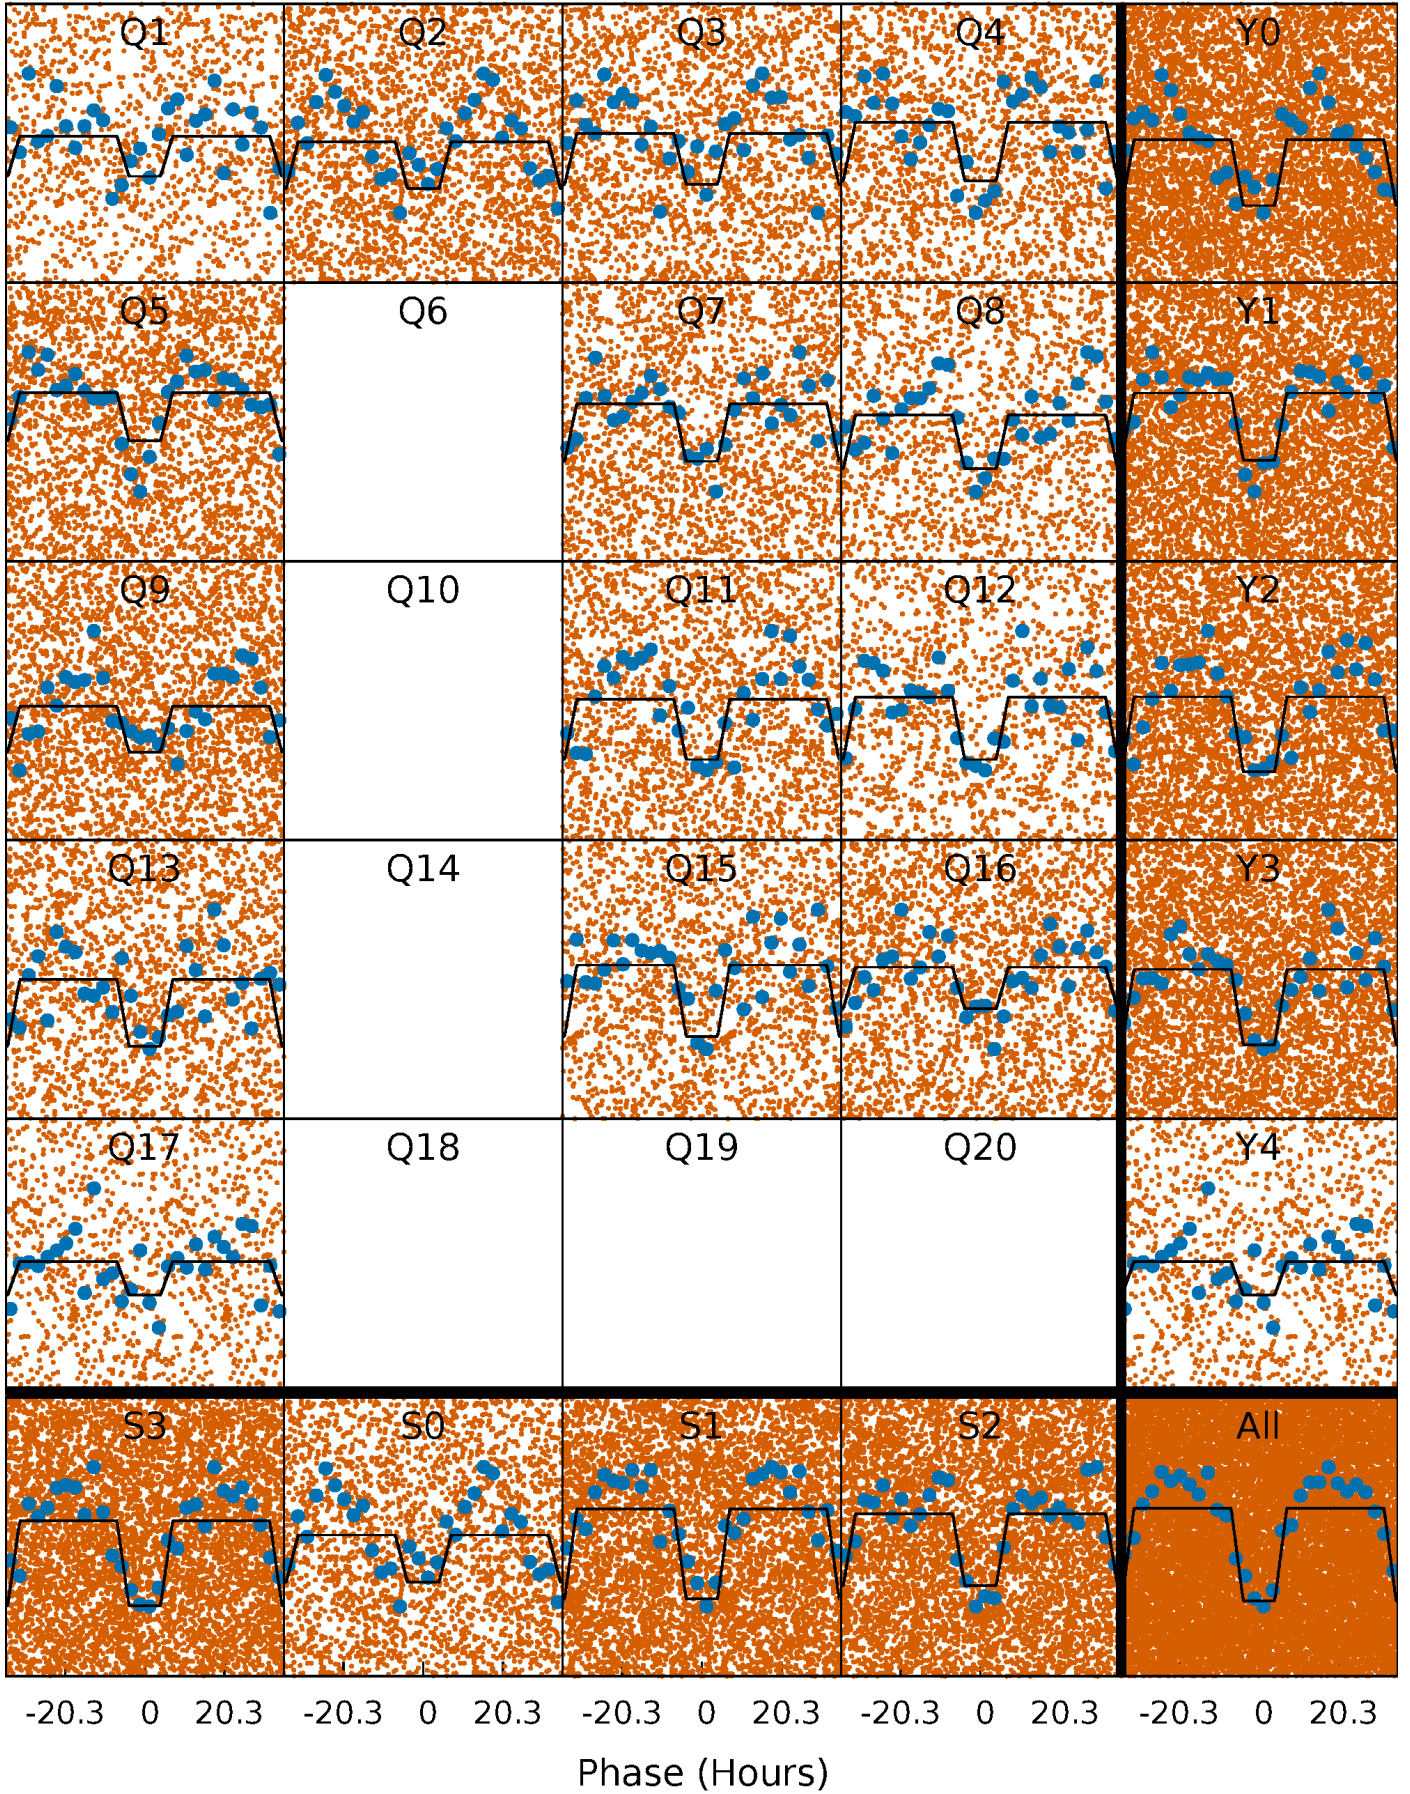 Q1 Q2 Q3 Q4 Y0
Q5 Q6 Q7 Q8 Y1
Q9 Q10 Q11 Q12 Y2
Q13 Q14 Q15 Q16 Y3
Q17 Q18 Q19 Q20 Y4
S3 S0 S1 S2 All
-20.3 0 20.3 -20.3 0 20.3 -20.3 0 20.3 -20.3 0 20.3 -20.3 0 20.3
Phase (Hours)